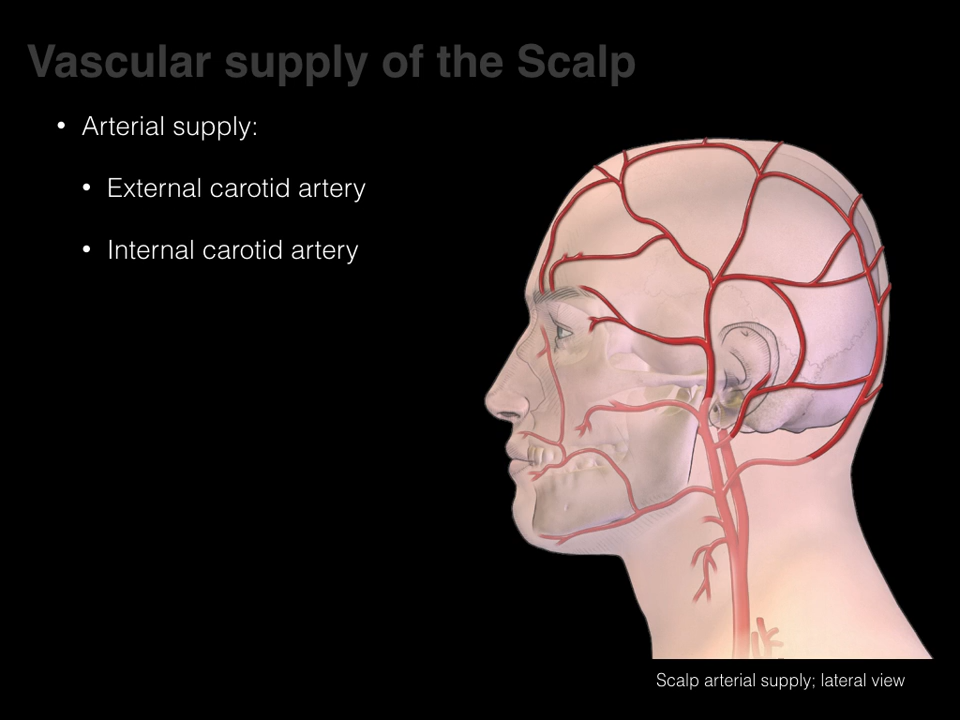 Vascular supply of the Scalp
• Arterial supply:
• External carotid artery
• Internal carotid artery
Scalp arterial supply; lateral view